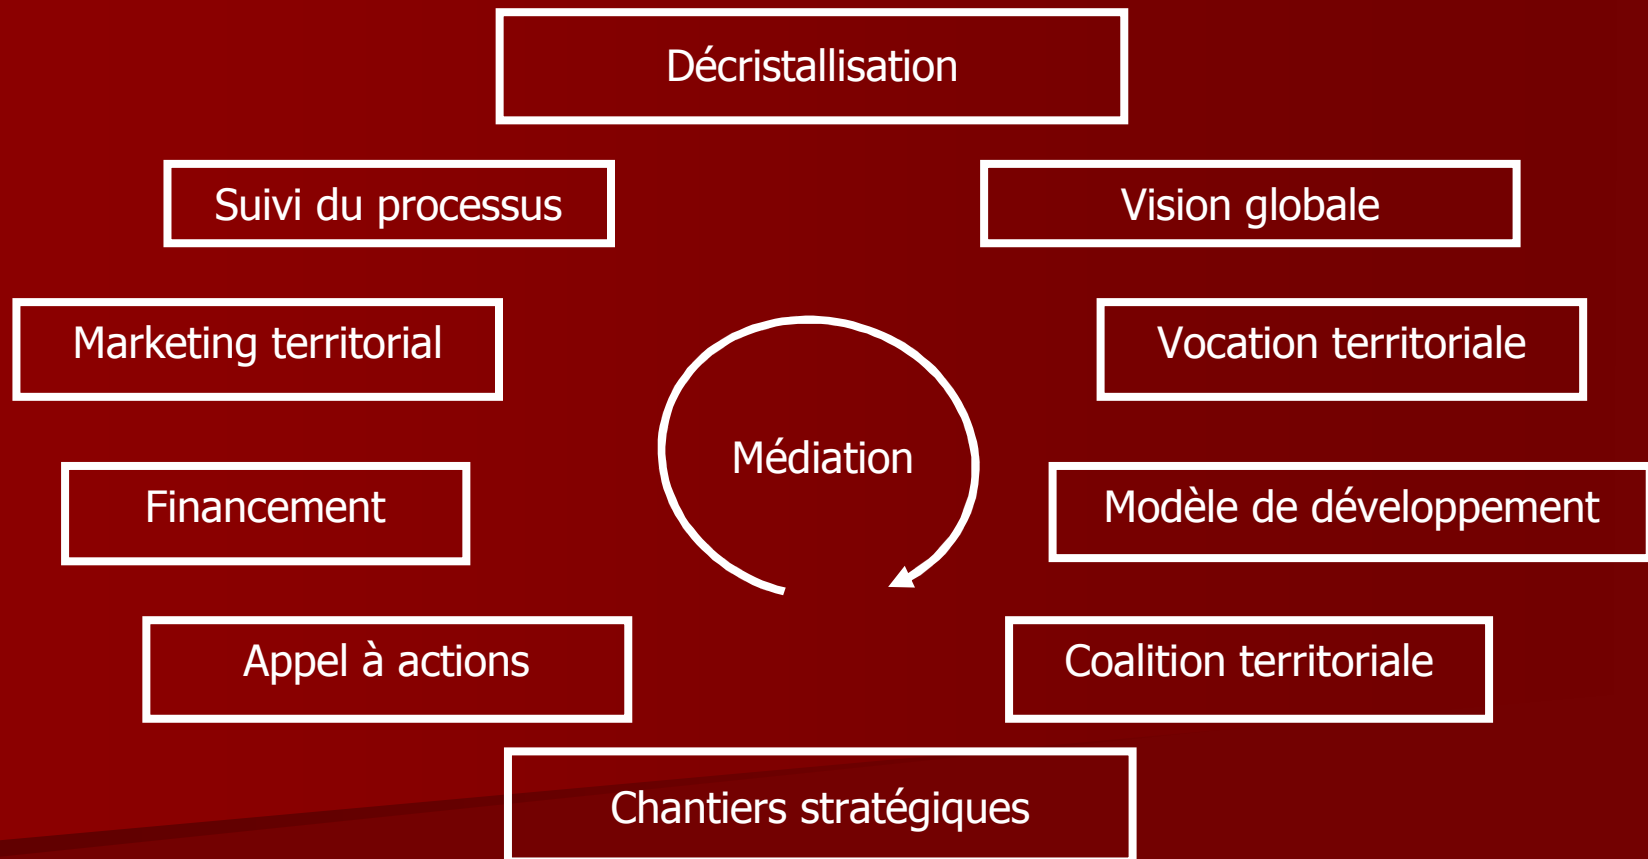 Décristallisation
Suivi du processus
Vision globale
Marketing territorial
Vocation territoriale
Médiation
Financement
Modèle de développement
Appel à actions
Coalition territoriale
Chantiers stratégiques